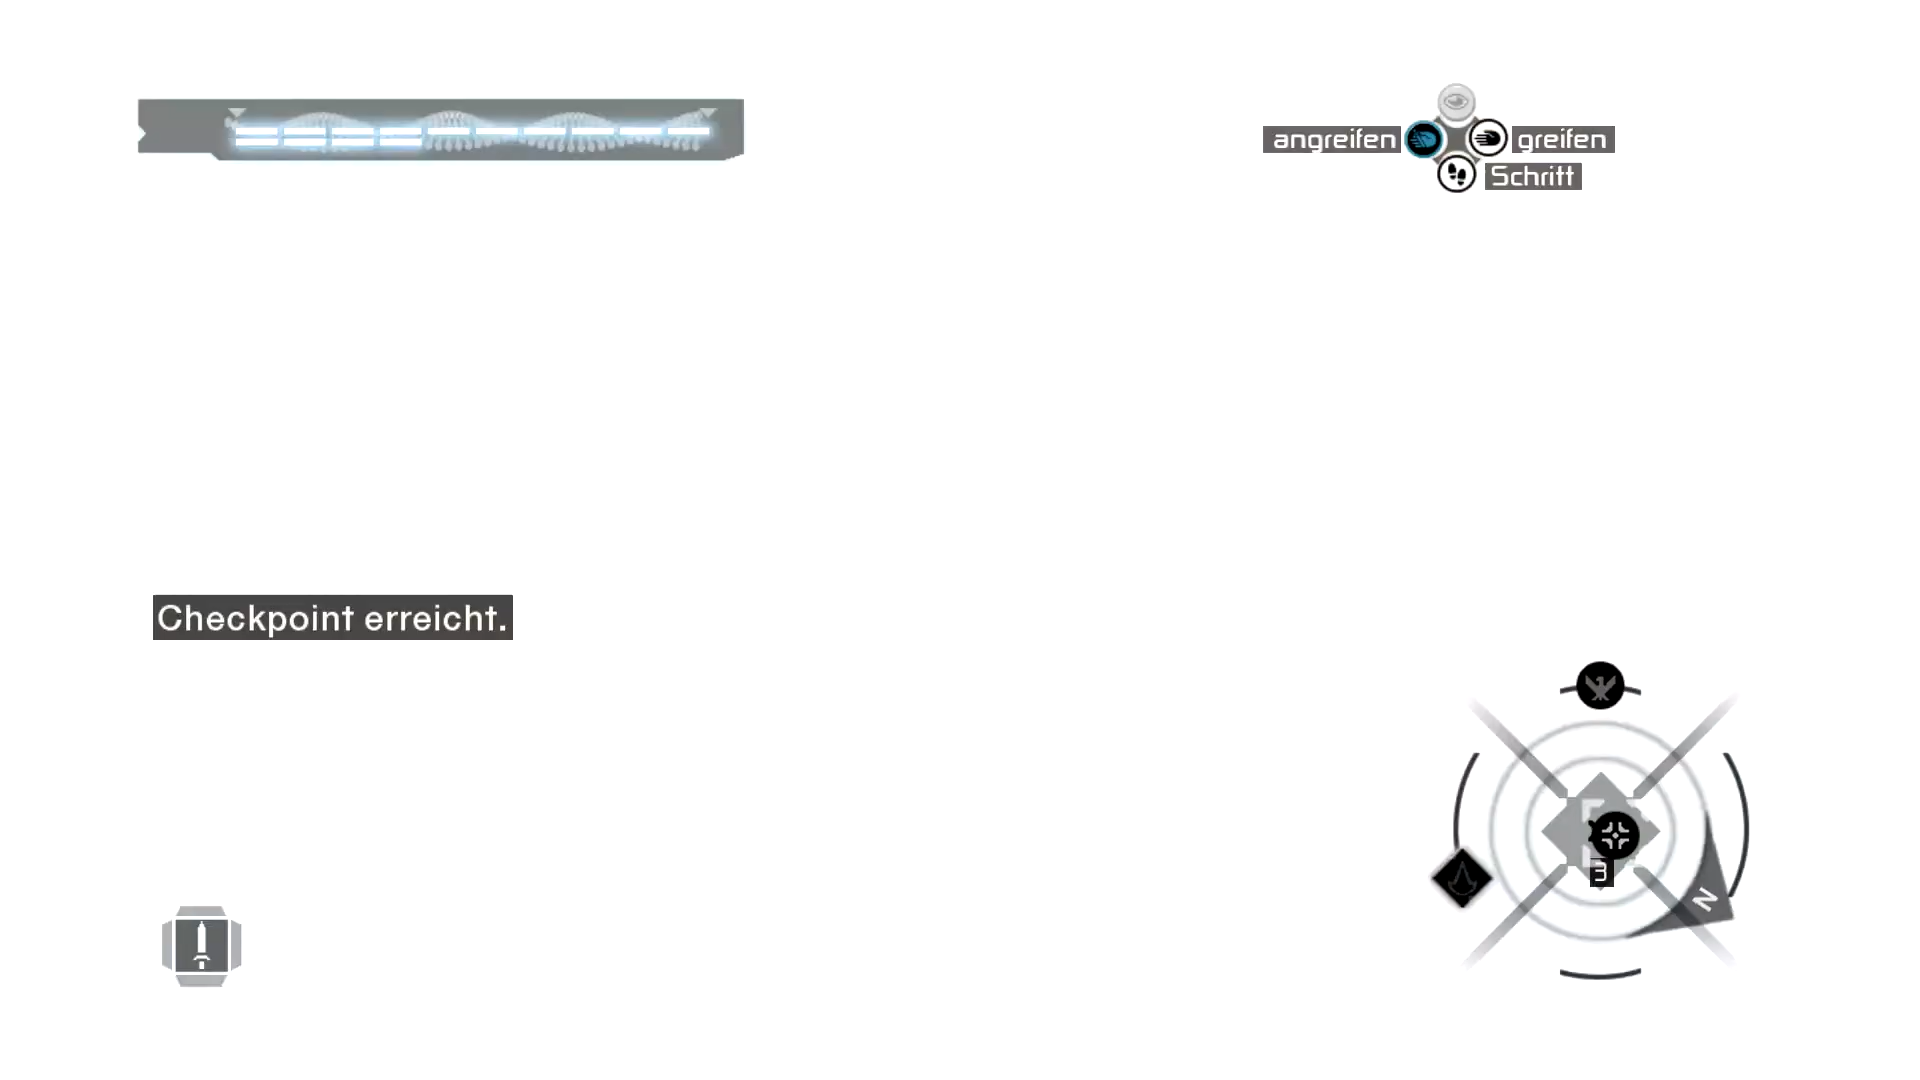 angreifen
greifen
Schritt
Checkpoint erreicht.
3
N